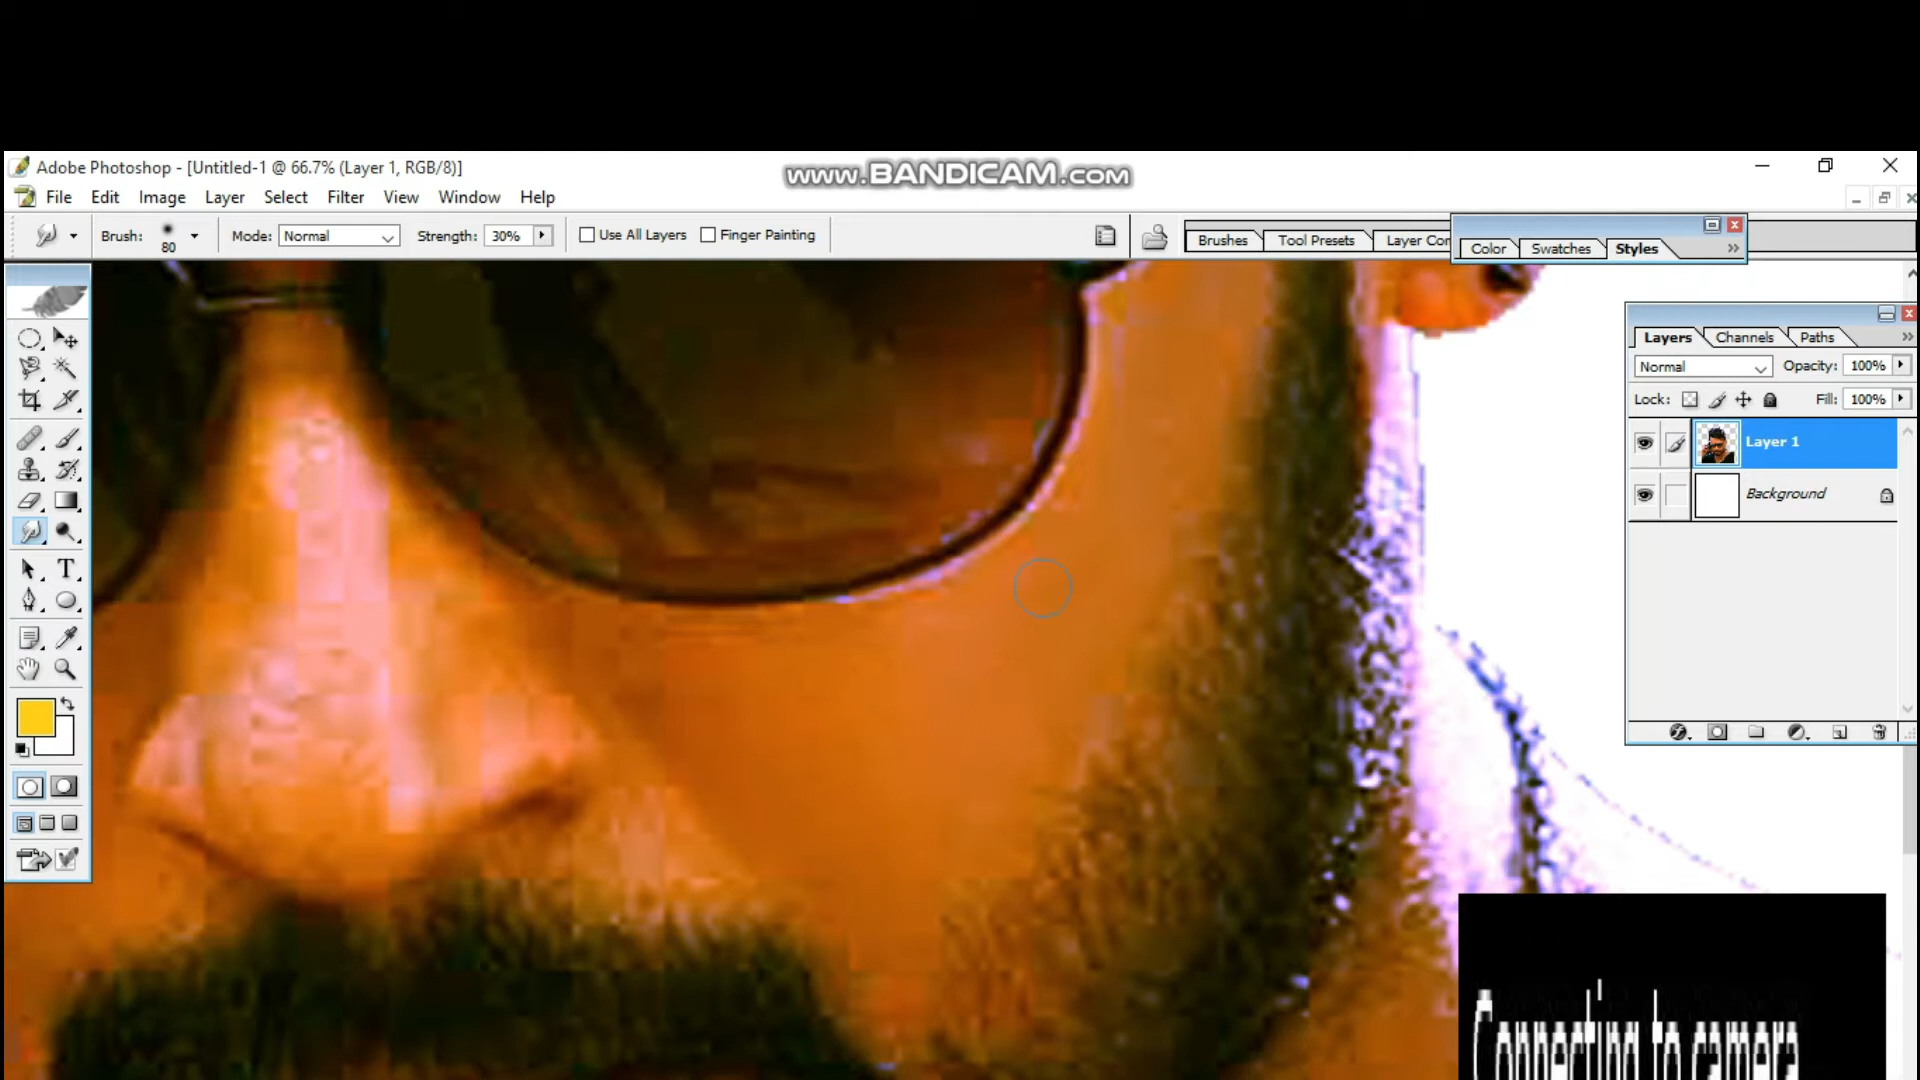 Adobe Photoshop - [Untitled-1 @ 66.7% (Layer 1, RGB/8)]
www.BANDICAM.com
File Edit Image Layer Select Filter View Window Help
Brush: 80 Mode: Normal Strength: 30% Use All Layers Finger Painting
Brushes Tool Presets Layer Con
Color Swatches Styles
Layers Channels Paths
Normal Opacity: 100%
Lock: Fill: 100%
Layer 1
Background
T
Connecting to camera